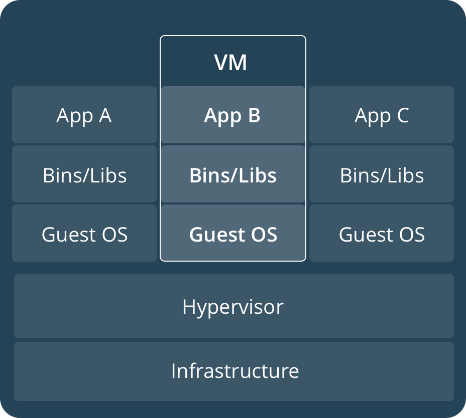 VM
App A
App B
App C
Bins/Libs
Bins/Libs
Bins/Libs
Guest OS
Guest OS
Guest OS
Hypervisor
Infrastructure